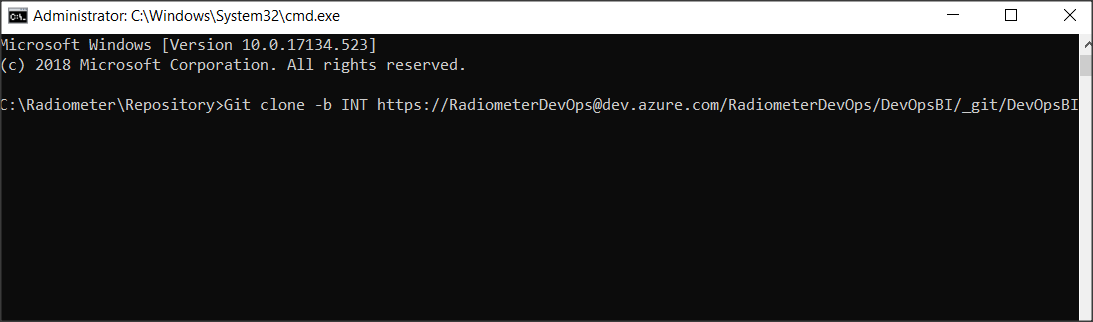 Administrator: C:\Windows\System32\cmd.exe
Microsoft Windows [Version 10.0.17134.523]
(c) 2018 Microsoft Corporation. All rights reserved.
C:\Radiometer\Repository>Git clone -b INT https://RadiometerDevOps@dev.azure.com/RadiometerDevOps/DevOpsBI/_git/DevOpsBI